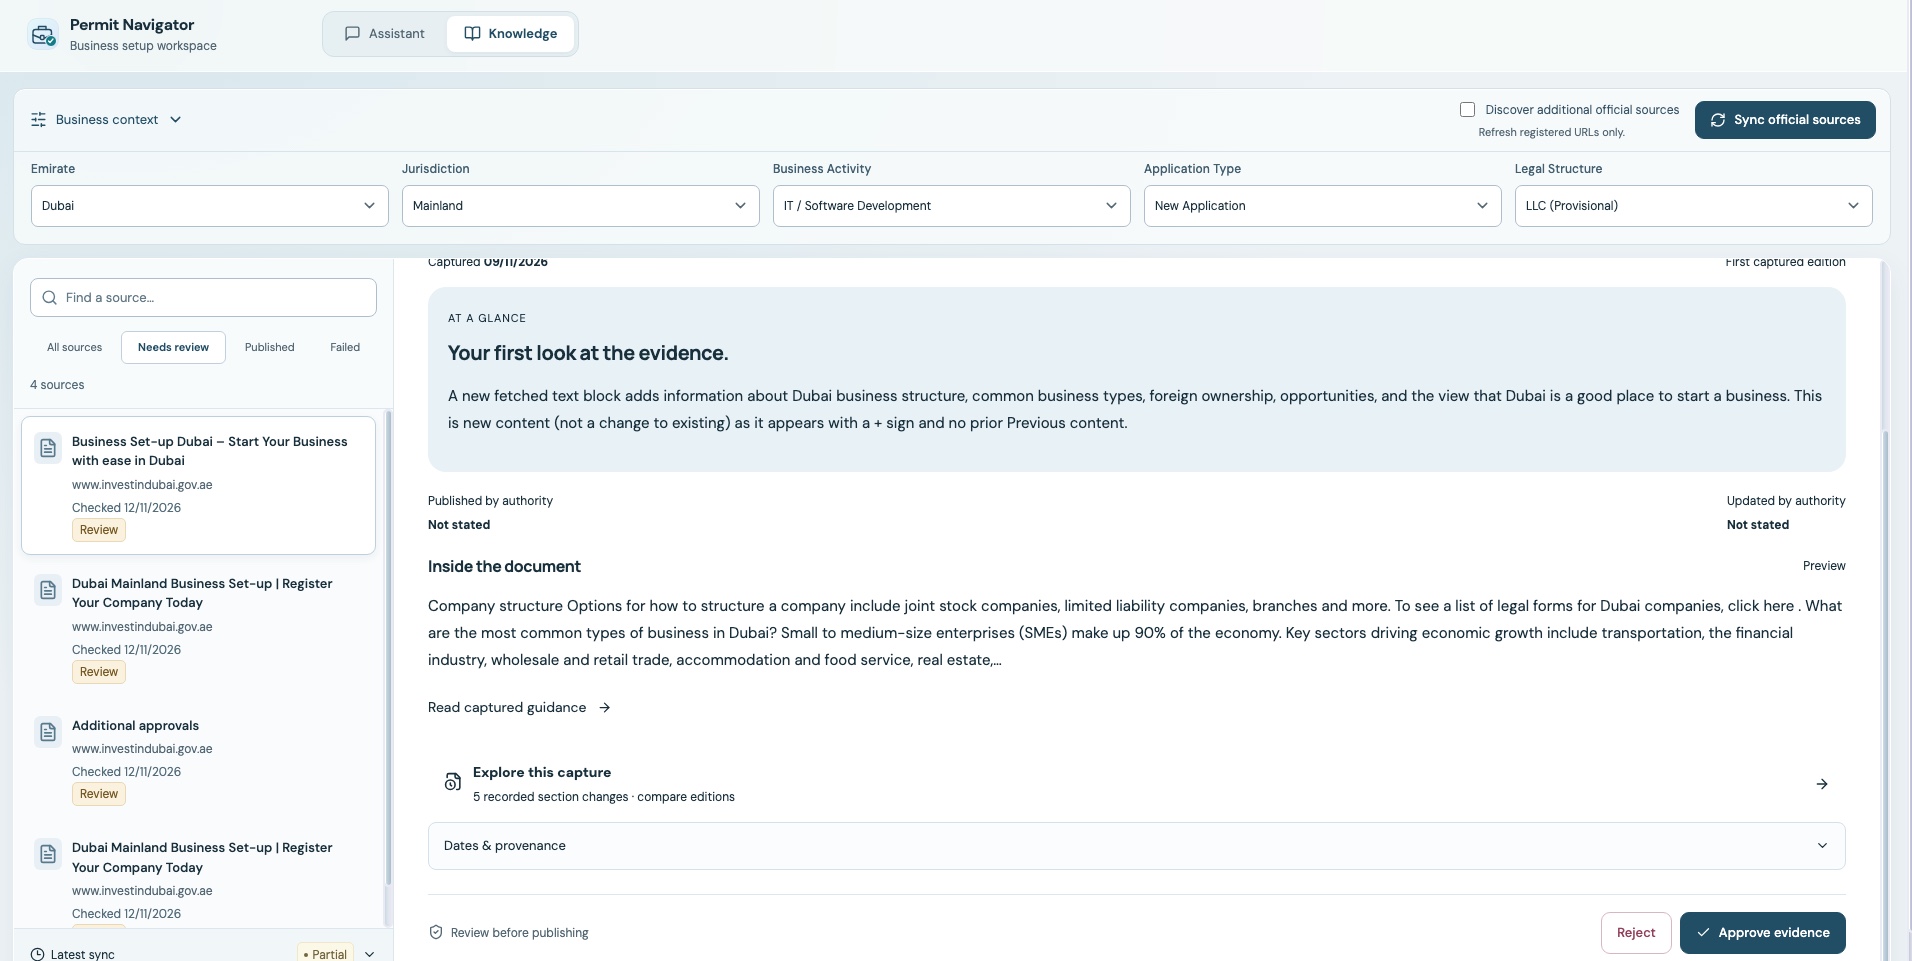 Permit Navigator
Business setup workspace
Assistant
Knowledge
Business context
Discover additional official sources
Refresh registered URLs only.
Sync official sources
Emirate
Jurisdiction
Business Activity
Application Type
Legal Structure
Dubai
Mainland
IT / Software Development
New Application
LLC (Provisional)
Find a source...
All sources
Needs review
Published
Failed
4 sources
Business Set-up Dubai – Start Your Business
with ease in Dubai
www.investindubai.gov.ae
Checked 12/11/2026
Review
Dubai Mainland Business Set-up | Register
Your Company Today
www.investindubai.gov.ae
Checked 12/11/2026
Review
Additional approvals
www.investindubai.gov.ae
Checked 12/11/2026
Review
Dubai Mainland Business Set-up | Register
Your Company Today
www.investindubai.gov.ae
Checked 12/11/2026
Latest sync
• Partial
Captured 09/11/2026
First captured edition
AT A GLANCE
Your first look at the evidence.
A new fetched text block adds information about Dubai business structure, common business types, foreign ownership, opportunities, and the view that Dubai is a good place to start a business. This
is new content (not a change to existing) as it appears with a + sign and no prior Previous content.
Published by authority
Not stated
Updated by authority
Not stated
Inside the document
Preview
Company structure Options for how to structure a company include joint stock companies, limited liability companies, branches and more. To see a list of legal forms for Dubai companies, click here . What
are the most common types of business in Dubai? Small to medium-size enterprises (SMEs) make up 90% of the economy. Key sectors driving economic growth include transportation, the financial
industry, wholesale and retail trade, accommodation and food service, real estate,...
Read captured guidance →
Explore this capture
5 recorded section changes · compare editions
Dates & provenance
Review before publishing
Reject
Approve evidence